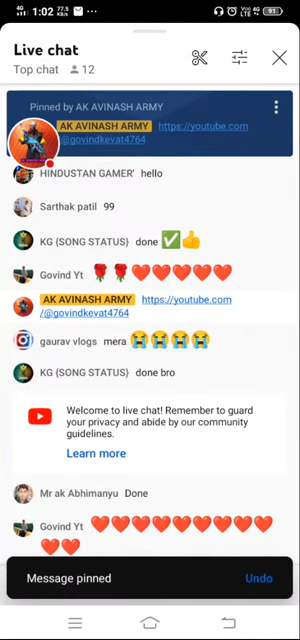 1:02 77.5 KB/s
Vo LTE 4G 91
Live chat
Top chat 12
Pinned by AK AVINASH ARMY
AK AVINASH ARMY https://youtube.com
/@govindkevat4764
HINDUSTAN GAMER' hello
Sarthak patil 99
KG {SONG STATUS} done ✅👍
Govind Yt 🌹🌹❤️❤️❤️❤️❤️
AK AVINASH ARMY https://youtube.com
/@govindkevat4764
gaurav vlogs mera 😭😭😭😭
KG {SONG STATUS} done bro
Welcome to live chat! Remember to guard
your privacy and abide by our community
guidelines.
Learn more
Mr ak Abhimanyu Done
Govind Yt ❤️❤️❤️❤️❤️❤️❤️❤️❤️
❤️❤️
Message pinned Undo